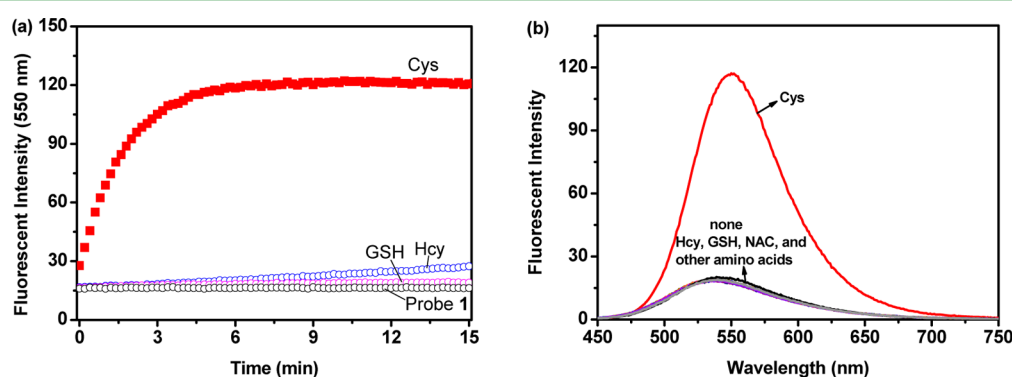 (a)
Fluorescent Intensity (550 nm)
150
120
90
60
30
0
Cys
GSH
Hcy
Probe 1
0 3 6 9 12 15
Time (min)
(b)
Fluorescent Intensity
120
90
60
30
0
Cys
none
Hcy, GSH, NAC, and
other amino acids
450 500 550 600 650 700 750
Wavelength (nm)